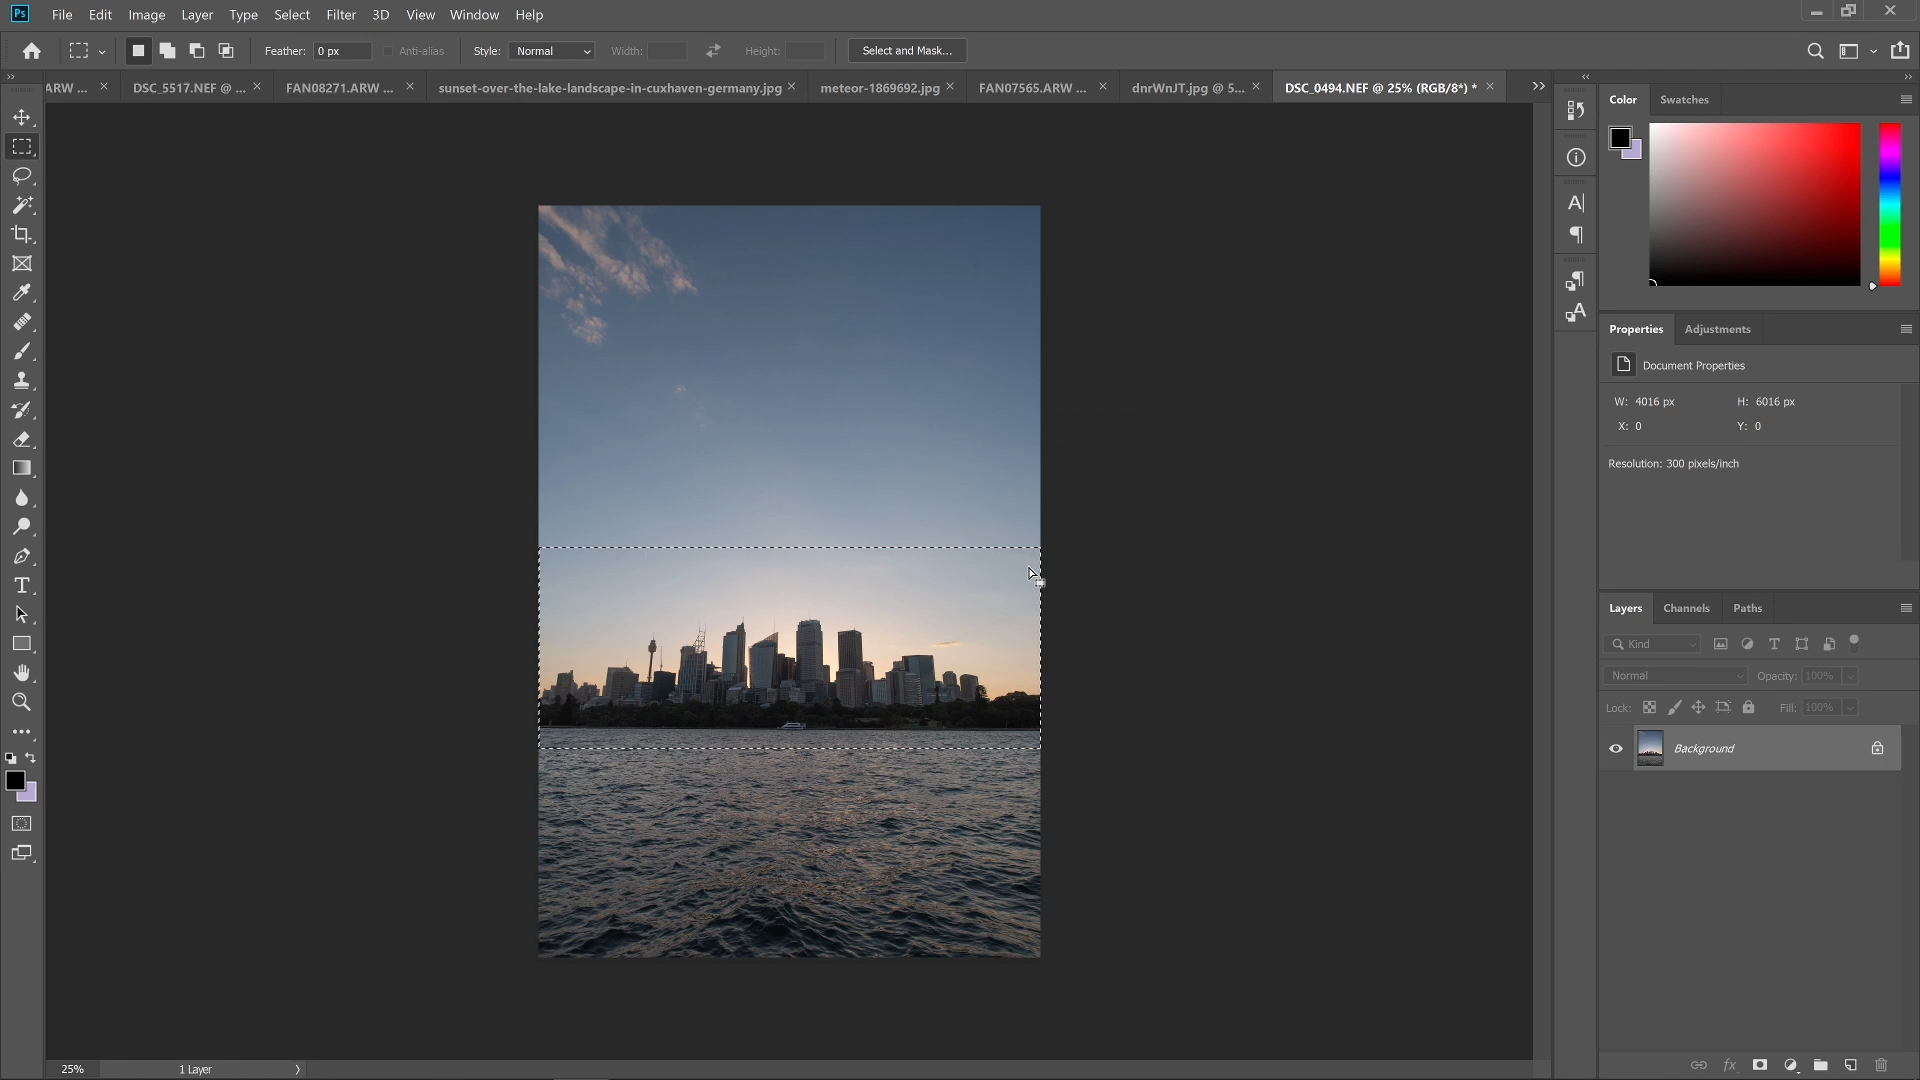 Ps File Edit Image Layer Type Select Filter 3D View Window Help
Feather: 0 px Anti-alias Style: Normal Width: Height: Select and Mask...
ARW ... × DSC_5517.NEF @ ... × FAN08271.ARW ... × sunset-over-the-lake-landscape-in-cuxhaven-germany.jpg × meteor-1869692.jpg × FAN07565.ARW ... × dnrWnJT.jpg @ 5... × DSC_0494.NEF @ 25% (RGB/8*) * ×
Color Swatches
Properties Adjustments
Document Properties
W: 4016 px H: 6016 px
X: 0 Y: 0
Resolution: 300 pixels/inch
Layers Channels Paths
Kind
Normal Opacity: 100%
Lock: Fill: 100%
Background
fx
25% 1 Layer